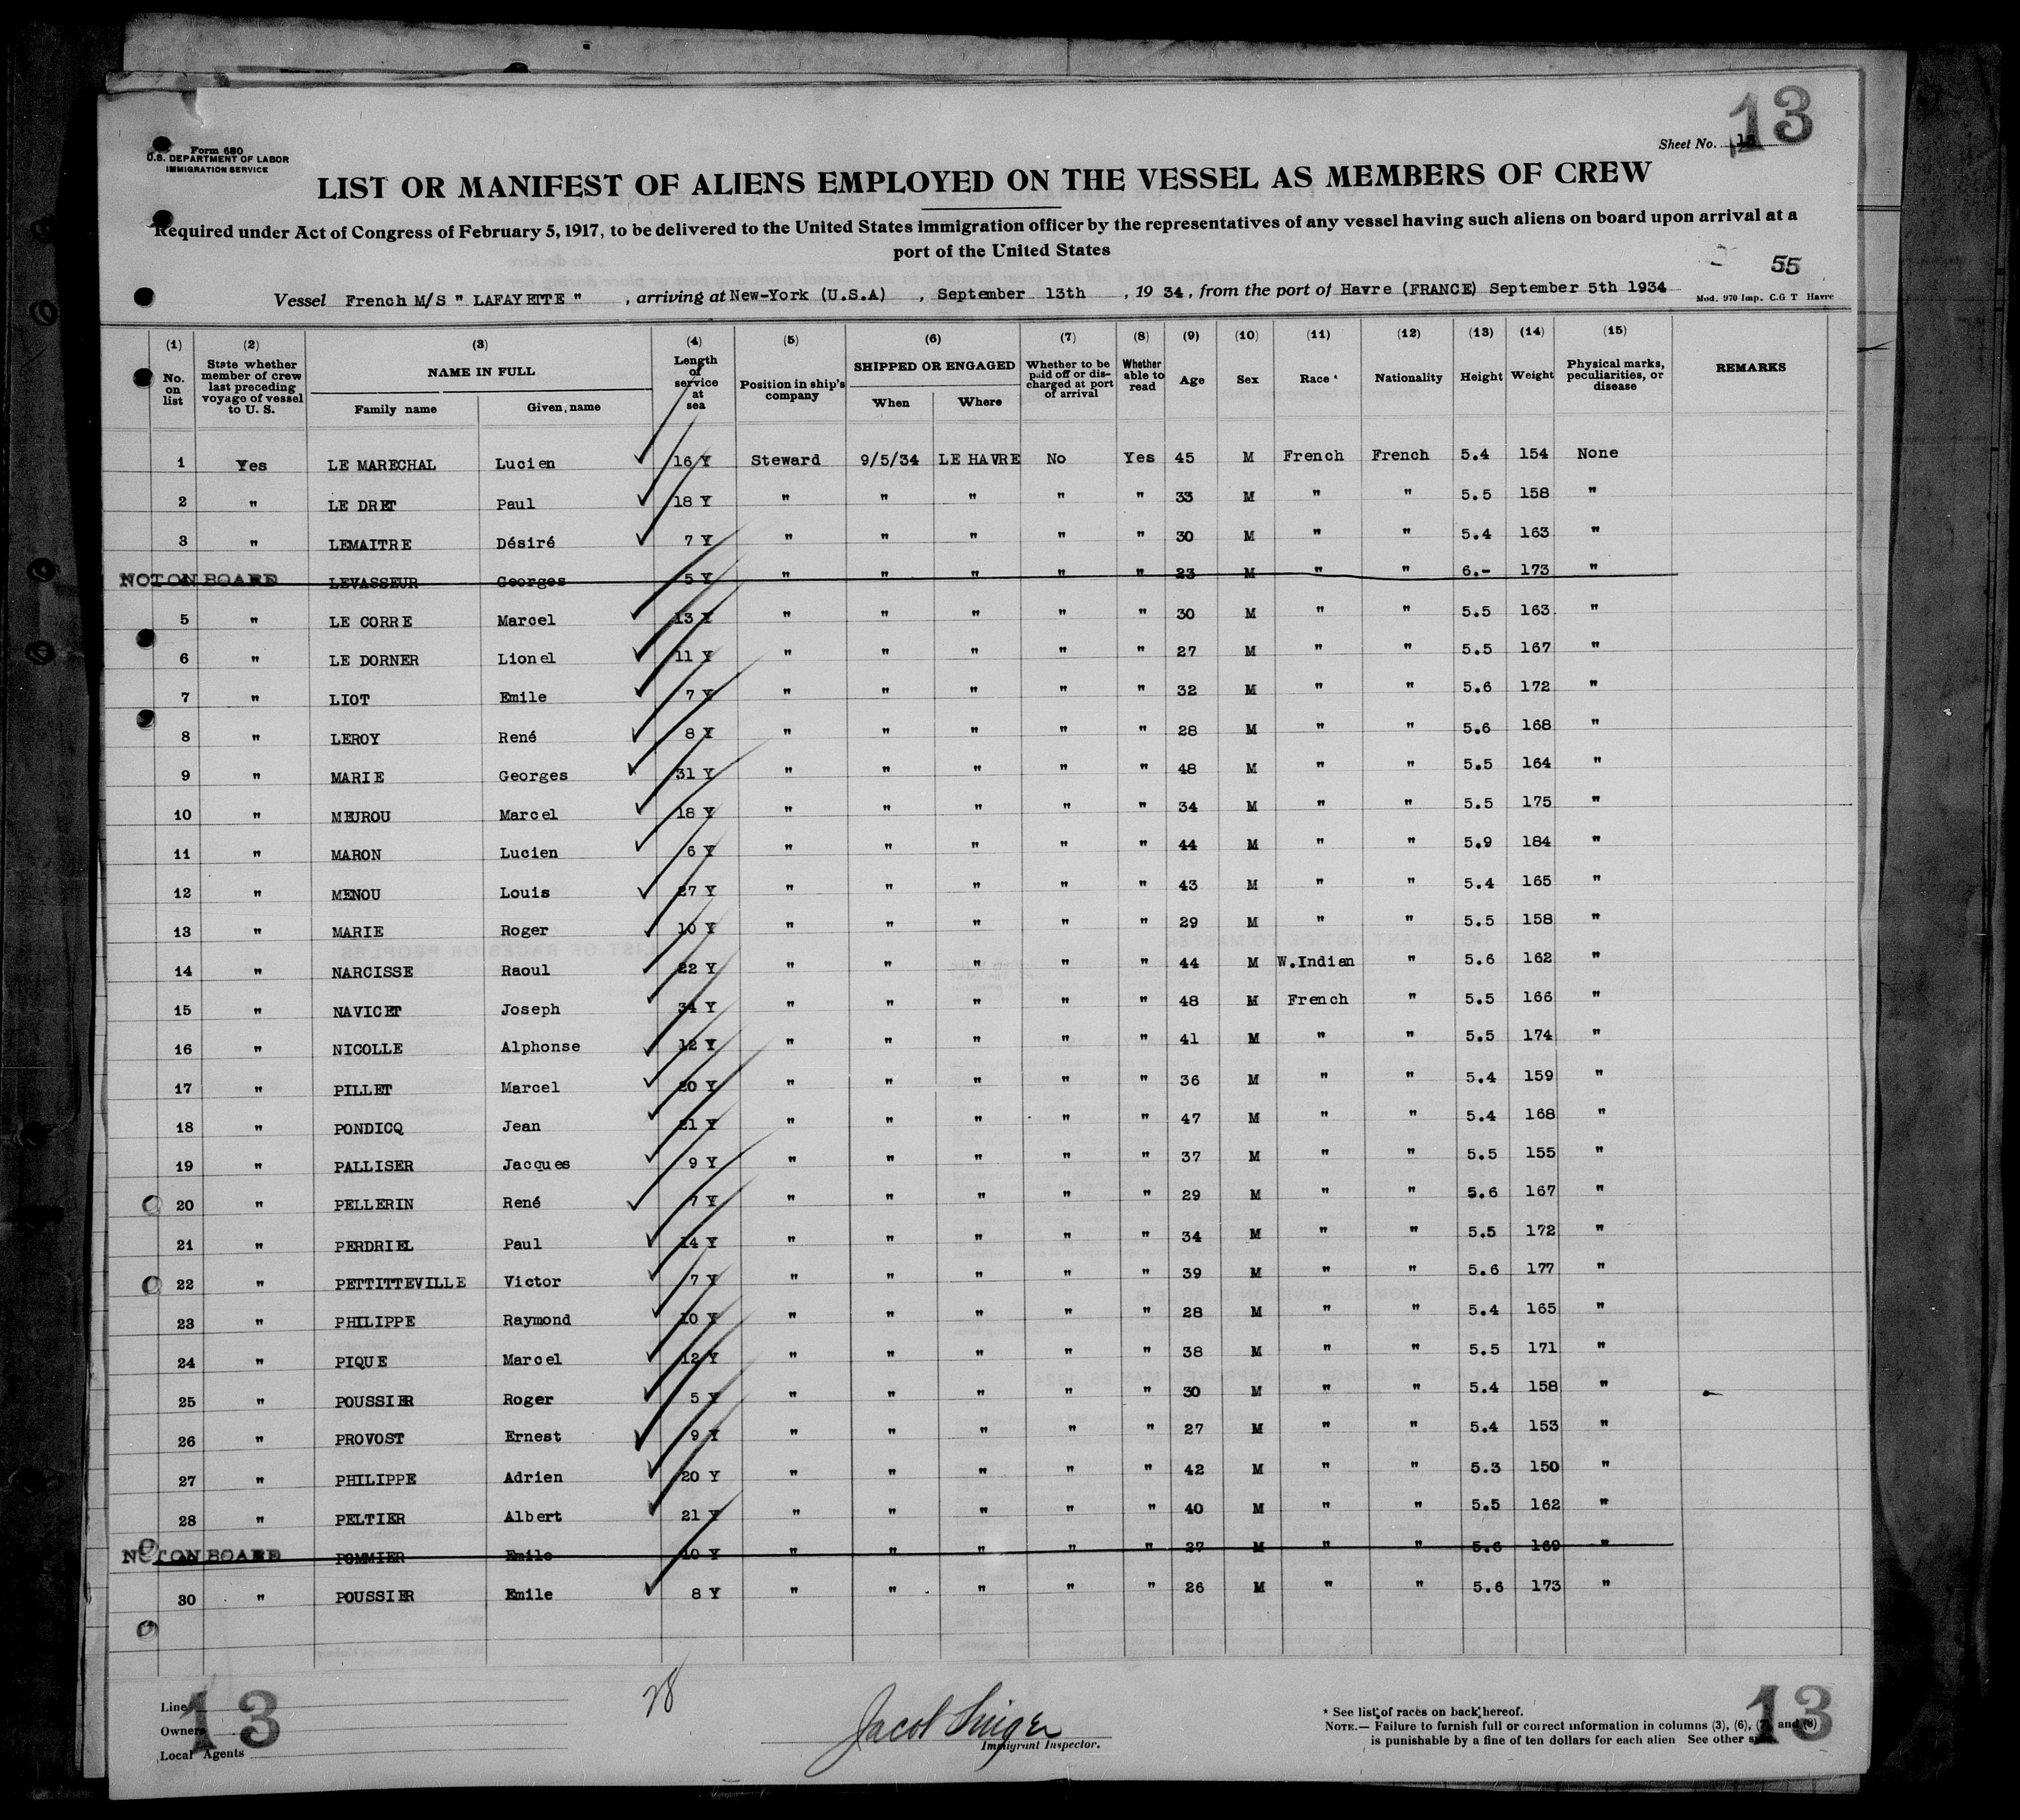 13
Form 680
U.S. DEPARTMENT OF LABOR
IMMIGRATION SERVICE
Sheet No. 13
LIST OR MANIFEST OF ALIENS EMPLOYED ON THE VESSEL AS MEMBERS OF CREW
Required under Act of Congress of February 5, 1917, to be delivered to the United States immigration officer by the representatives of any vessel having such aliens on board upon arrival at a
port of the United States
55
Vessel French M/S " LAFAYETTE " , arriving at New-York (U.S.A) , September 13th , 19 34, from the port of Havre (FRANCE) September 5th 1934
Mod. 970 Imp. C.G T Havre
(1) (2) (3) (4) (5) (6) (7) (8) (9) (10) (11) (12) (13) (14) (15)
No. on list State whether member of crew last preceding voyage of vessel to U. S. NAME IN FULL Family name Given name Length of service at sea Position in ship's company SHIPPED OR ENGAGED When Where Whether to be paid off or discharged at port of arrival Whether able to read Age Sex Race * Nationality Height Weight Physical marks, peculiarities, or disease REMARKS
1 Yes LE MARECHAL Lucien 16 Y Steward 9/5/34 LE HAVRE No Yes 45 M French French 5.4 154 None
2 " LE DRET Paul 18 Y " " " " " 33 M " " 5.5 158 "
3 " LEMAITRE Désiré 7 Y " " " " " 30 M " " 5.4 163 "
NOT ON BOARD LEVASSEUR Georges 5 Y " " " " " 23 M " " 6.- 173 "
5 " LE CORRE Marcel 13 Y " " " " " 30 M " " 5.5 163 "
6 " LE DORNER Lionel 11 Y " " " " " 27 M " " 5.5 167 "
7 " LIOT Emile 7 Y " " " " " 32 M " " 5.6 172 "
8 " LEROY René 8 Y " " " " " 28 M " " 5.6 168 "
9 " MARIE Georges 31 Y " " " " " 48 M " " 5.5 164 "
10 " MEUROU Marcel 18 Y " " " " " 34 M " " 5.5 175 "
11 " MARON Lucien 6 Y " " " " " 44 M " " 5.9 184 "
12 " MENOU Louis 27 Y " " " " " 43 M " " 5.4 165 "
13 " MARIE Roger 10 Y " " " " " 29 M " " 5.5 158 "
14 " NARCISSE Raoul 22 Y " " " " " 44 M W.Indian " 5.6 162 "
15 " NAVICET Joseph 34 Y " " " " " 48 M French " 5.5 166 "
16 " NICOLLE Alphonse 12 Y " " " " " 41 M " " 5.5 174 "
17 " PILLET Marcel 20 Y " " " " " 36 M " " 5.4 159 "
18 " PONDICQ Jean 21 Y " " " " " 47 M " " 5.4 168 "
19 " PALLISER Jacques 9 Y " " " " " 37 M " " 5.5 155 "
20 " PELLERIN René 7 Y " " " " " 29 M " " 5.6 167 "
21 " PERDRIEL Paul 14 Y " " " " " 34 M " " 5.5 172 "
22 " PETTITTEVILLE Victor 7 Y " " " " " 39 M " " 5.6 177 "
23 " PHILIPPE Raymond 10 Y " " " " " 28 M " " 5.4 165 "
24 " PIQUE Marcel 12 Y " " " " " 38 M " " 5.5 171 "
25 " POUSSIER Roger 5 Y " " " " " 30 M " " 5.4 158 "
26 " PROVOST Ernest 9 Y " " " " " 27 M " " 5.4 153 "
27 " PHILIPPE Adrien 20 Y " " " " " 42 M " " 5.3 150 "
28 " PELTIER Albert 21 Y " " " " " 40 M " " 5.5 162 "
NOT ON BOARD POMMIER Emile 10 Y " " " " " 27 M " " 5.6 169 "
30 " POUSSIER Emile 8 Y " " " " " 26 M " " 5.6 173 "
28
Line
Owners
Local Agents
13
Jacob Singer
Immigrant Inspector.
* See list of races on back hereof.
NOTE.— Failure to furnish full or correct information in columns (3), (6), (7) and (8)
is punishable by a fine of ten dollars for each alien See other
13